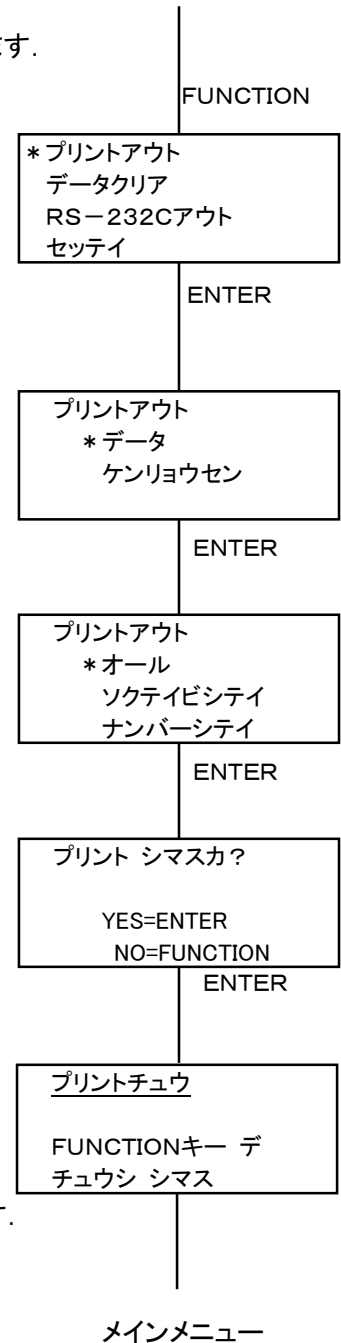 す.
FUNCTION
*プリントアウト
データクリア
RS-232Cアウト
セッテイ
ENTER
プリントアウト
*データ
ケンリョウセン
ENTER
プリントアウト
*オール
ソクテイビシテイ
ナンバーシテイ
ENTER
プリント シマスカ?
YES=ENTER
NO=FUNCTION
ENTER
プリントチュウ
FUNCTIONキー デ
チュウシ シマス
.
メインメニュー